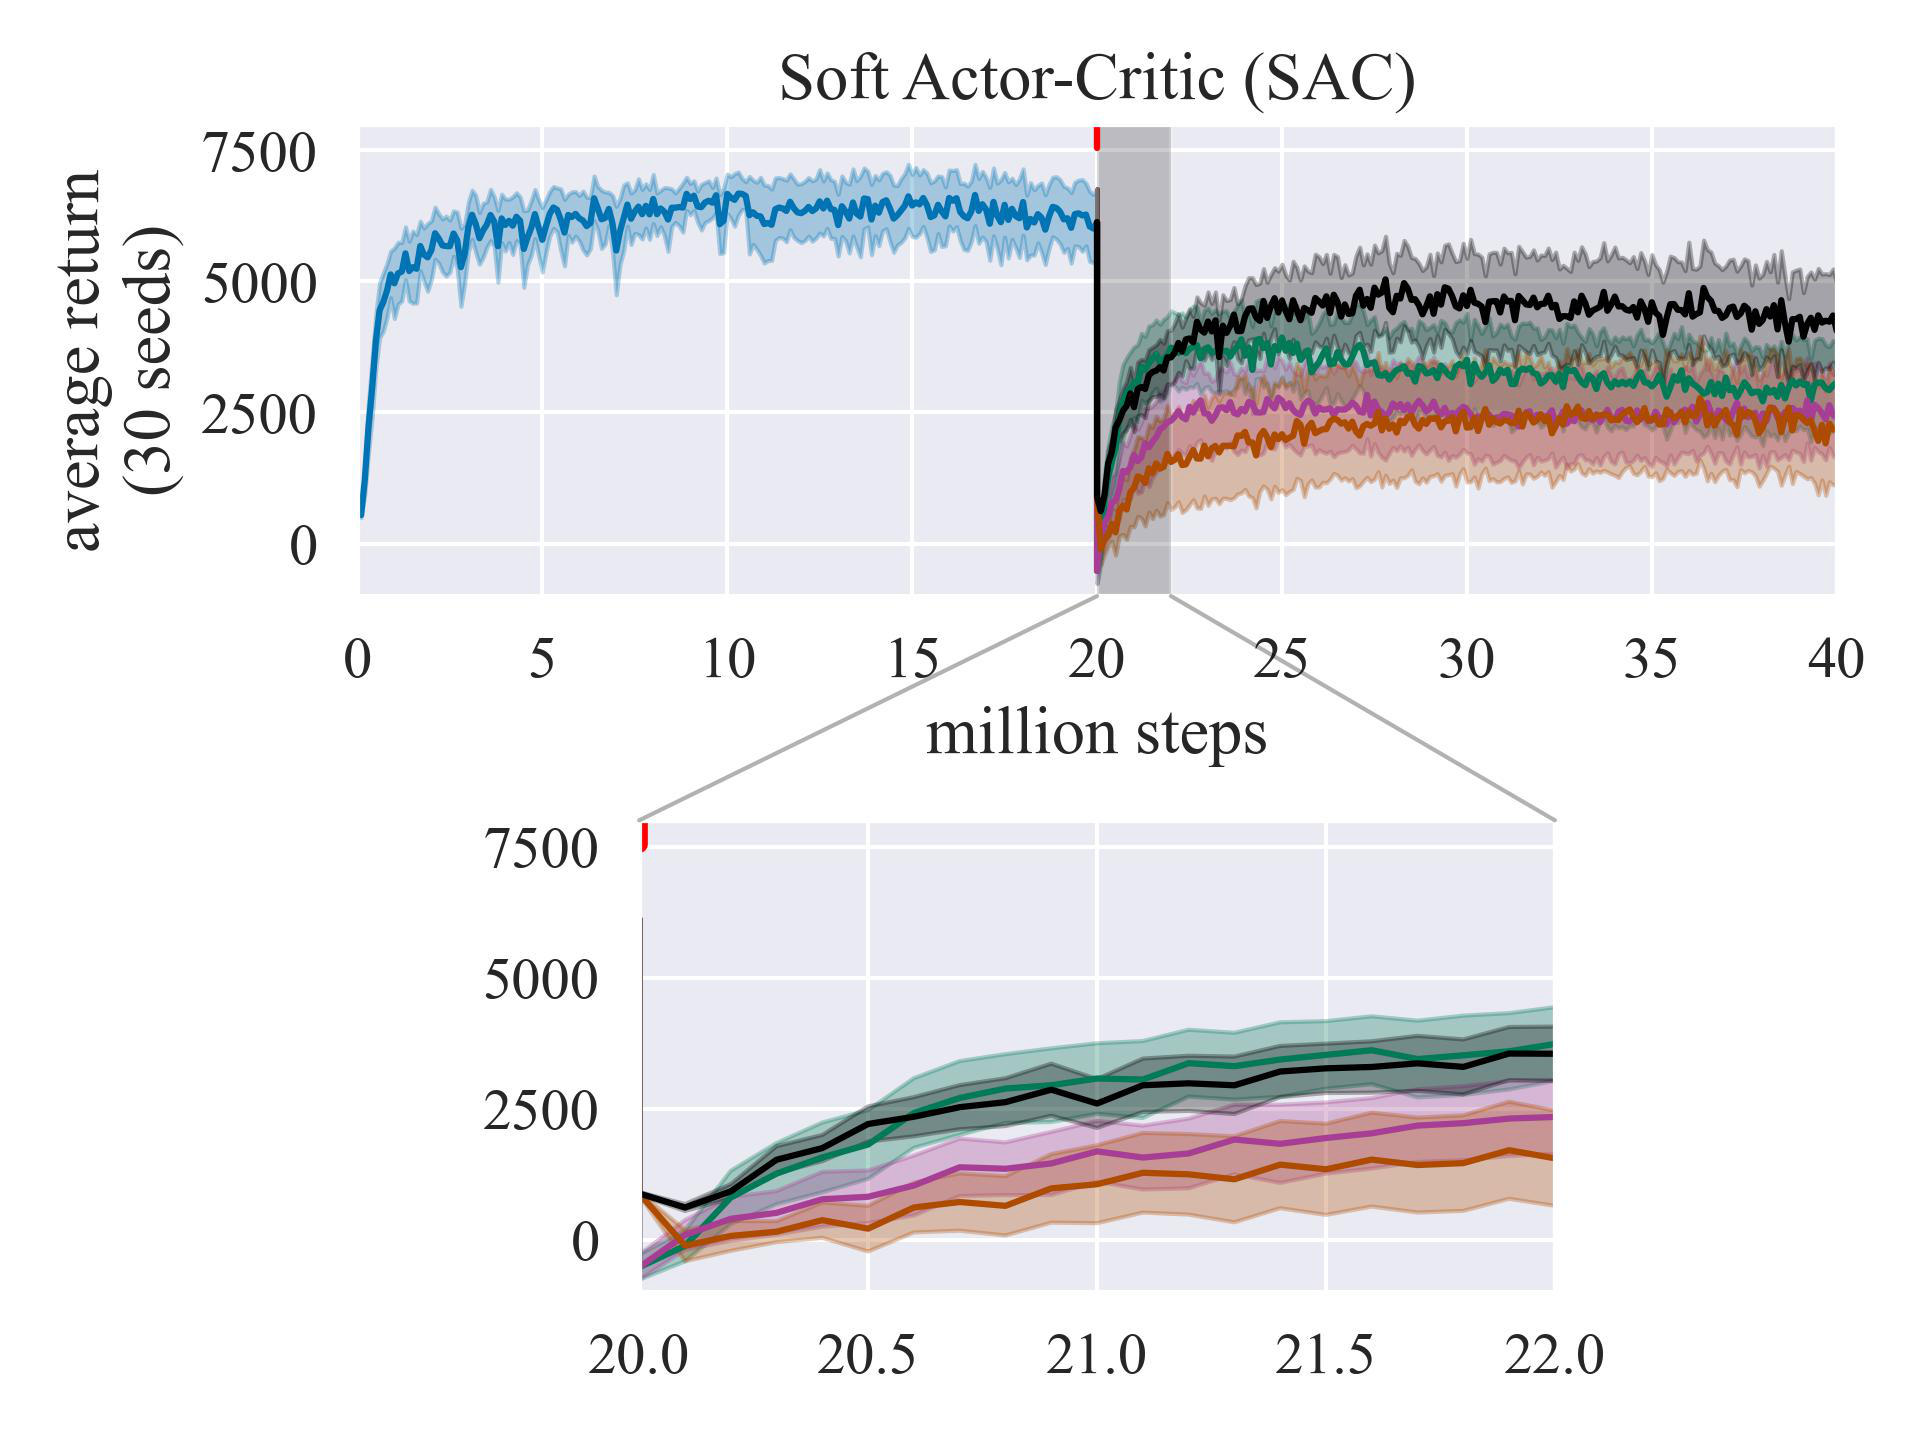 Soft Actor-Critic (SAC)
average return
(30 seeds)
7500
5000
2500
0
0 5 10 15 20 25 30 35 40
million steps
7500
5000
2500
0
20.0 20.5 21.0 21.5 22.0